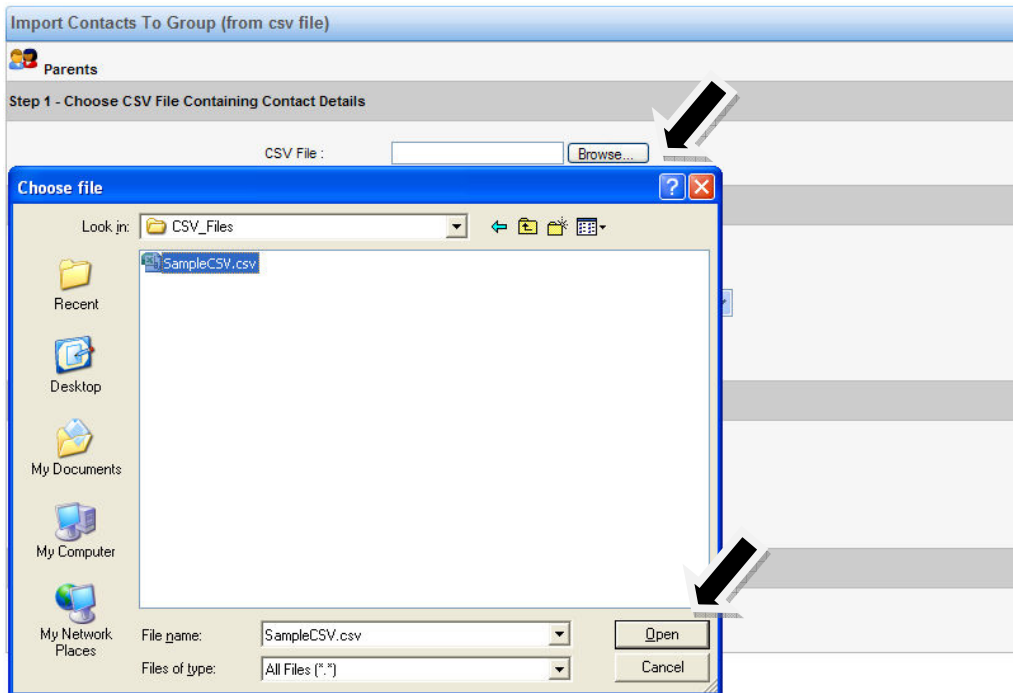 Import Contacts To Group (from csv file)
Parents
Step 1 - Choose CSV File Containing Contact Details
CSV File :
Browse...
Choose file
Look in:
CSV_Files
SampleCSV.csv
Recent
Desktop
My Documents
My Computer
My Network
Places
File name:
SampleCSV.csv
Open
Files of type:
All Files (*.*)
Cancel